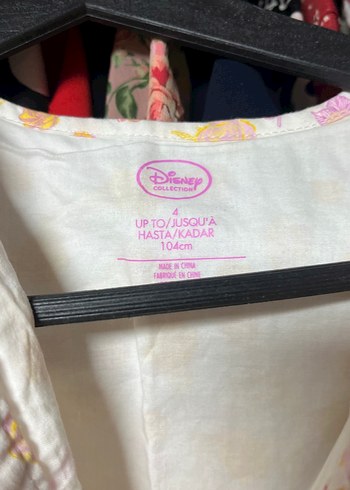 Disney
COLLECTION
4
UP TO/JUSQU'À
HASTA/KADAR
104cm
MADE IN CHINA
FABRIQUÉ EN CHINE